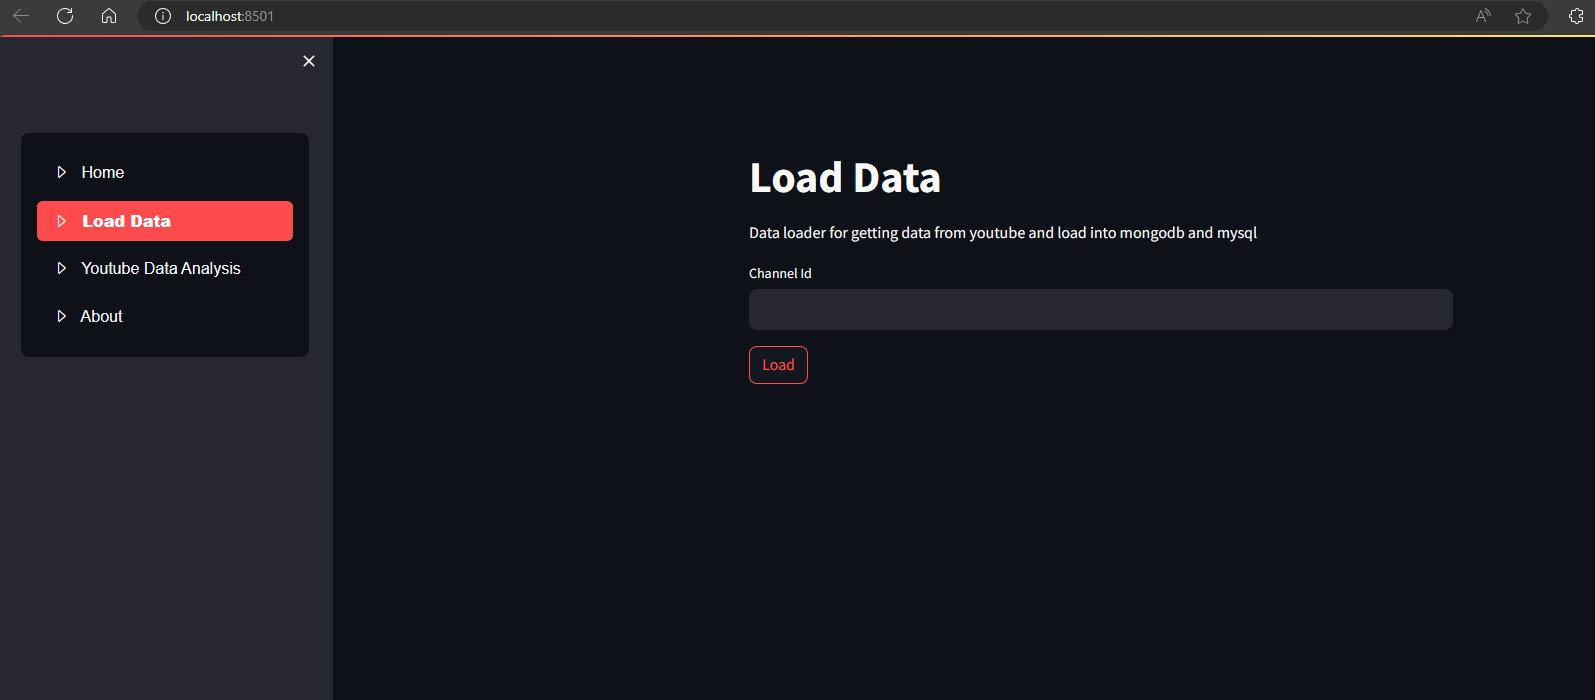 localhost:8501
Home
Load Data
Youtube Data Analysis
About
Load Data
Data loader for getting data from youtube and load into mongodb and mysql
Channel Id
Load